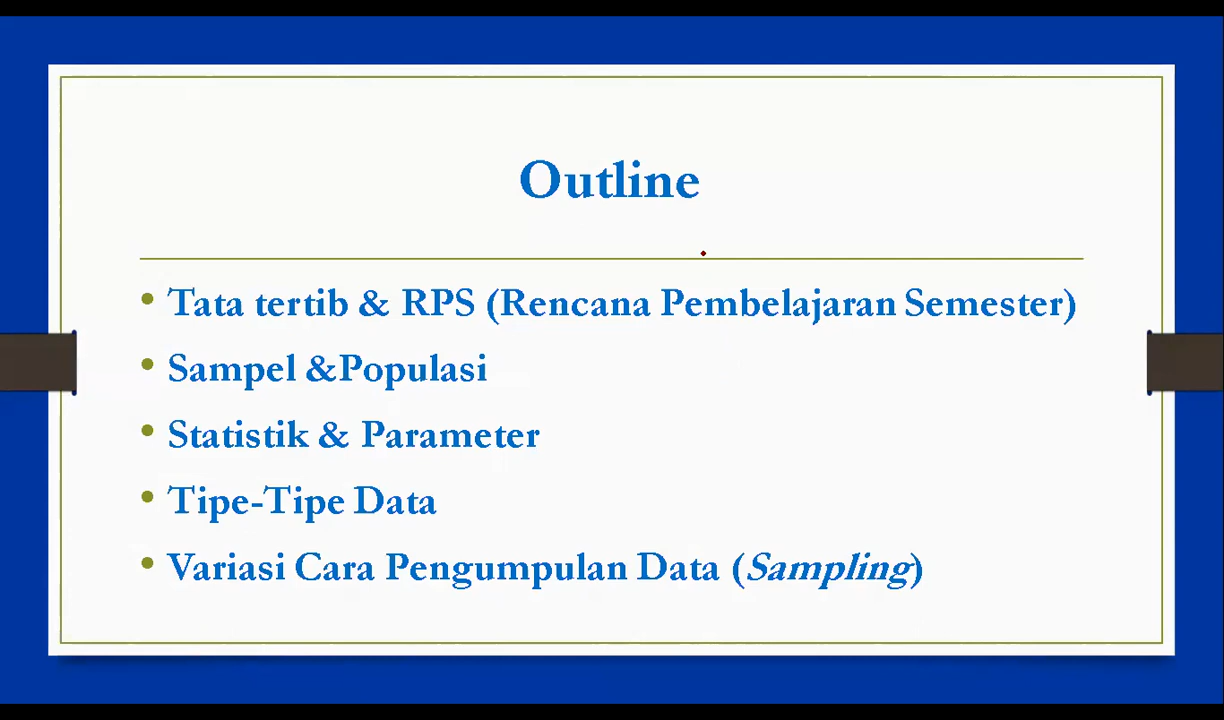 Outline
• Tata tertib & RPS (Rencana Pembelajaran Semester)
• Sampel &Populasi
• Statistik & Parameter
• Tipe-Tipe Data
• Variasi Cara Pengumpulan Data (Sampling)